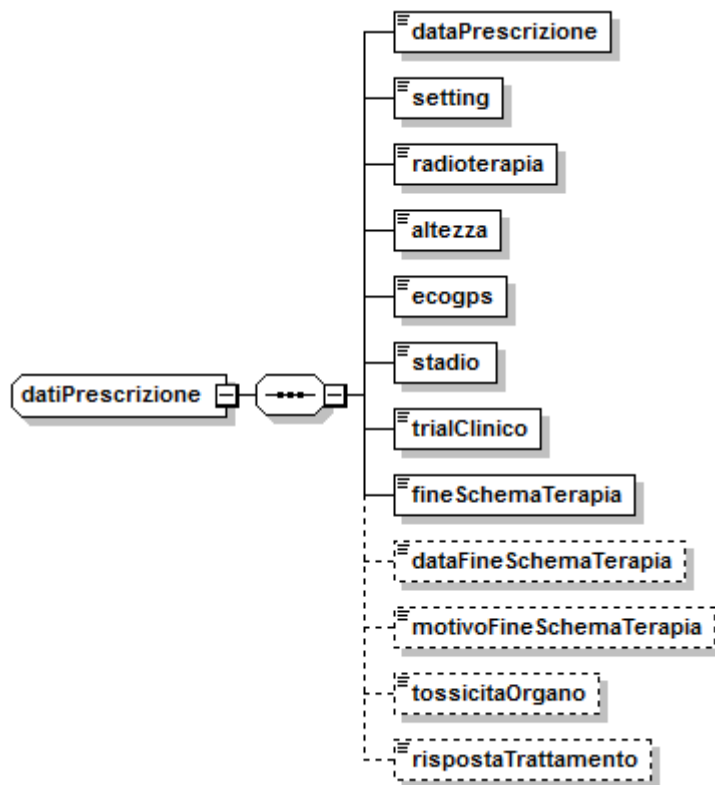 dataPrescrizione
setting
radioterapia
altezza
ecogps
stadio
datiPrescrizione
trialClinico
fineSchemaTerapia
dataFineSchemaTerapia
motivoFineSchemaTerapia
tossicitaOrgano
rispostaTrattamento